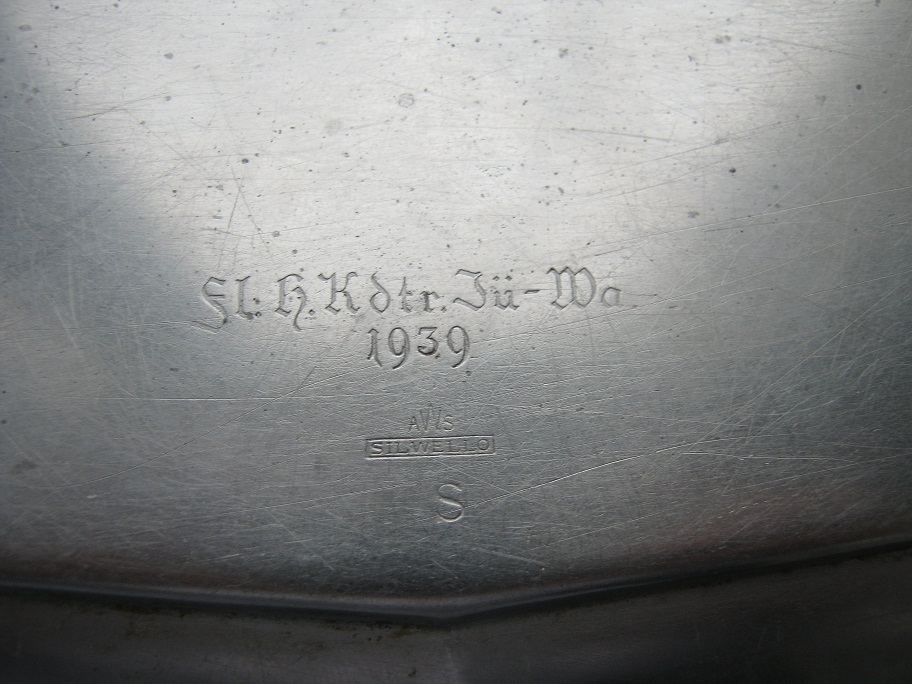 Fl. H. Kdtr. Jü-Wa
1939
AWS
SILWELLO
S